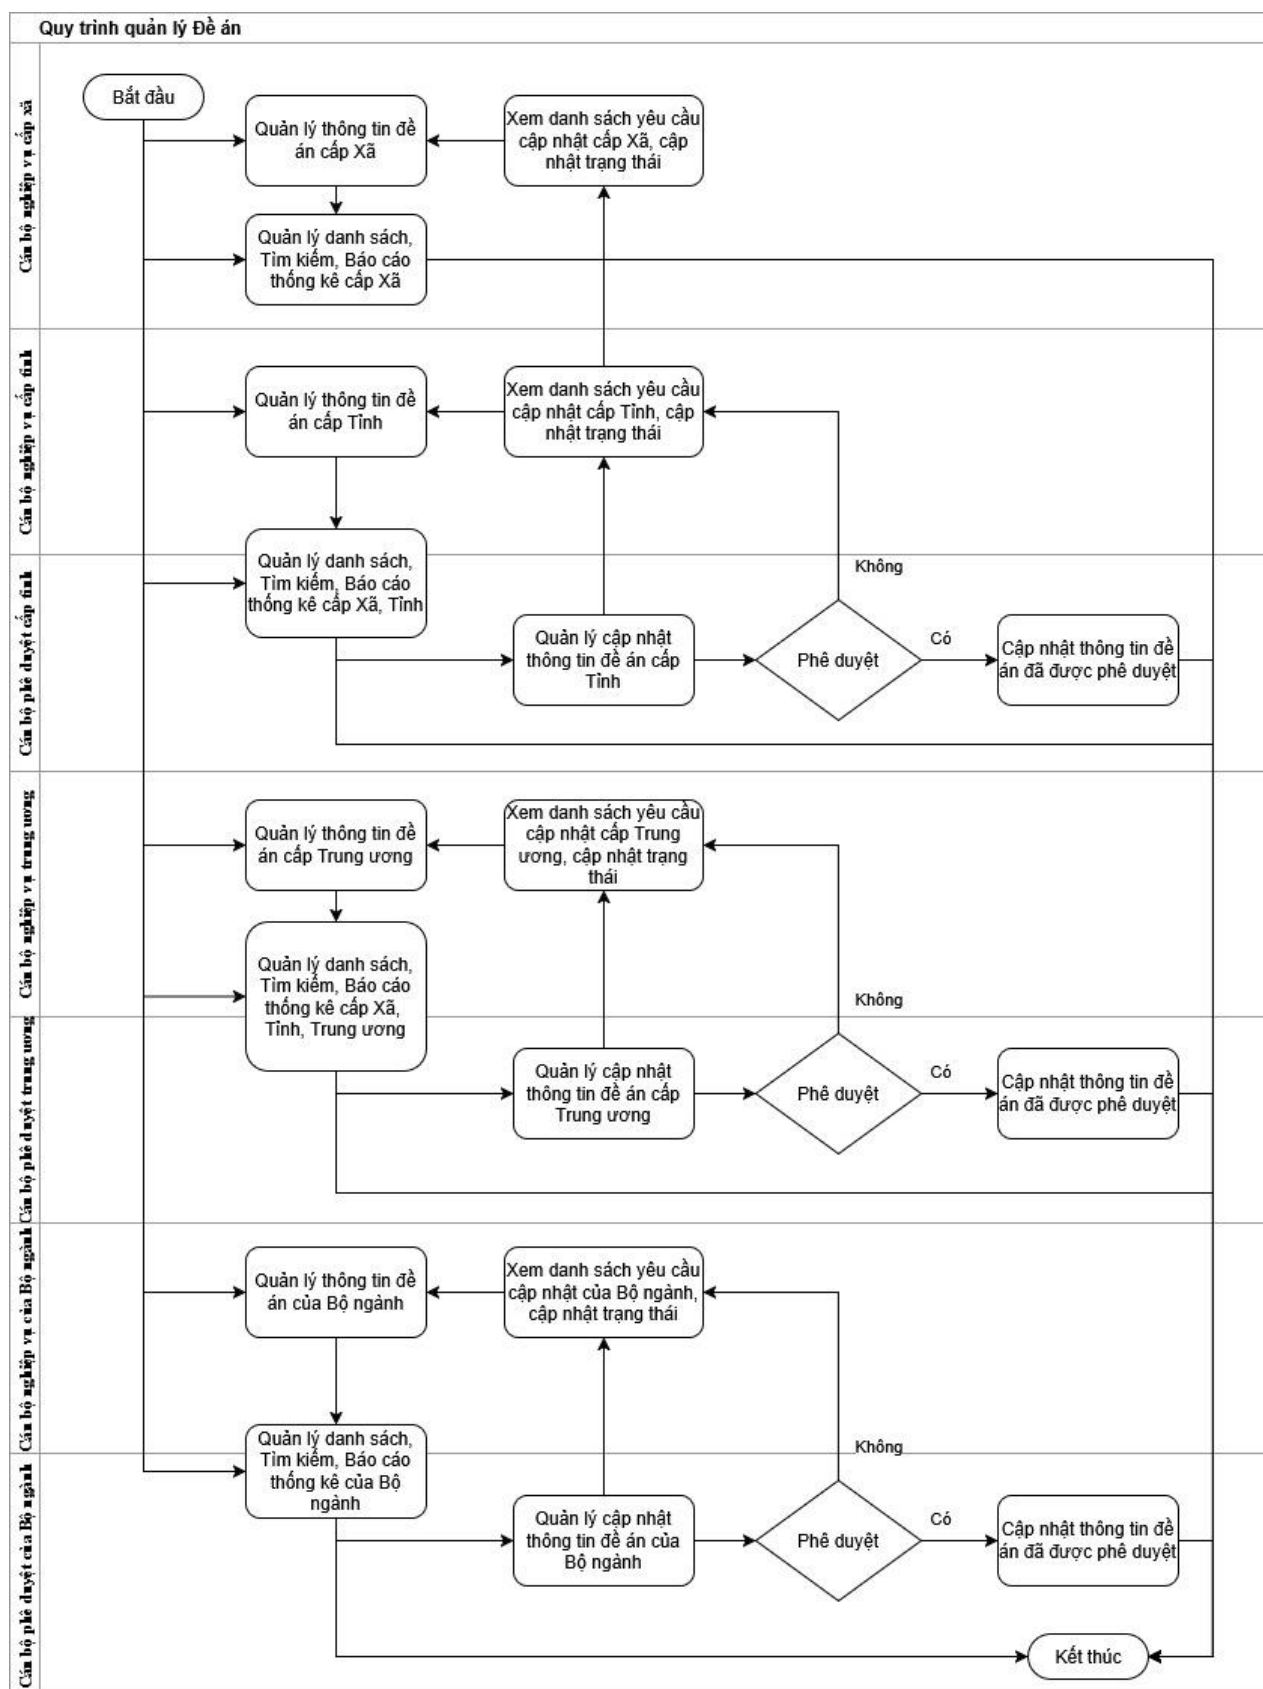 Quy trình quản lý Đề án
Cán bộ nghiệp vụ cấp xã
Bắt đầu
Quản lý thông tin đề
án cấp Xã
Xem danh sách yêu cầu
cập nhật cấp Xã, cập
nhật trạng thái
Quản lý danh sách,
Tìm kiếm, Báo cáo
thống kê cấp Xã
Cán bộ nghiệp vụ cấp tỉnh
Quản lý thông tin đề
án cấp Tỉnh
Xem danh sách yêu cầu
cập nhật cấp Tỉnh, cập
nhật trạng thái
Quản lý danh sách,
Tìm kiếm, Báo cáo
thống kê cấp Xã, Tỉnh
Cán bộ phê duyệt cấp tỉnh
Không
Quản lý cập nhật
thông tin đề án cấp
Tỉnh
Phê duyệt
Có
Cập nhật thông tin đề
án đã được phê duyệt
Cán bộ nghiệp vụ trung ương
Quản lý thông tin đề
án cấp Trung ương
Xem danh sách yêu cầu
cập nhật cấp Trung
ương, cập nhật trạng
thái
Quản lý danh sách,
Tìm kiếm, Báo cáo
thống kê cấp Xã,
Tỉnh, Trung ương
Không
Cán bộ phê duyệt trung ương
Quản lý cập nhật
thông tin đề án cấp
Trung ương
Phê duyệt
Có
Cập nhật thông tin đề
án đã được phê duyệt
Cán bộ nghiệp vụ của Bộ ngành
Quản lý thông tin đề
án của Bộ ngành
Xem danh sách yêu cầu
cập nhật của Bộ ngành,
cập nhật trạng thái
Quản lý danh sách,
Tìm kiếm, Báo cáo
thống kê của Bộ
ngành
Không
Cán bộ phê duyệt của Bộ ngành
Quản lý cập nhật
thông tin đề án của
Bộ ngành
Phê duyệt
Có
Cập nhật thông tin đề
án đã được phê duyệt
Kết thúc